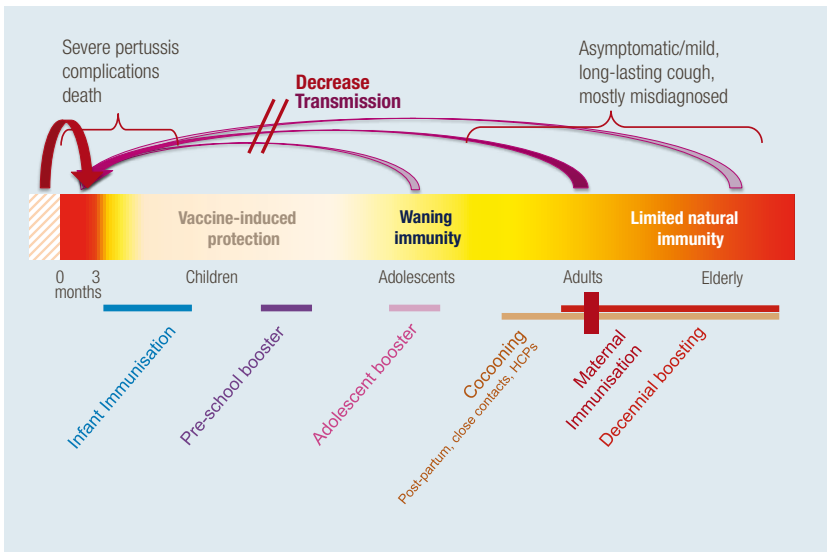 Severe pertussis
complications
death
Decrease
Transmission
Asymptomatic/mild,
long-lasting cough,
mostly misdiagnosed
Vaccine-induced
protection
Waning
immunity
Limited natural
immunity
0 3
months
Children
Adolescents
Adults
Elderly
Infant Immunisation
Pre-school booster
Adolescent booster
Cocooning
Post-partum, close contacts, HCPs
Maternal
Immunisation
Decennial boosting